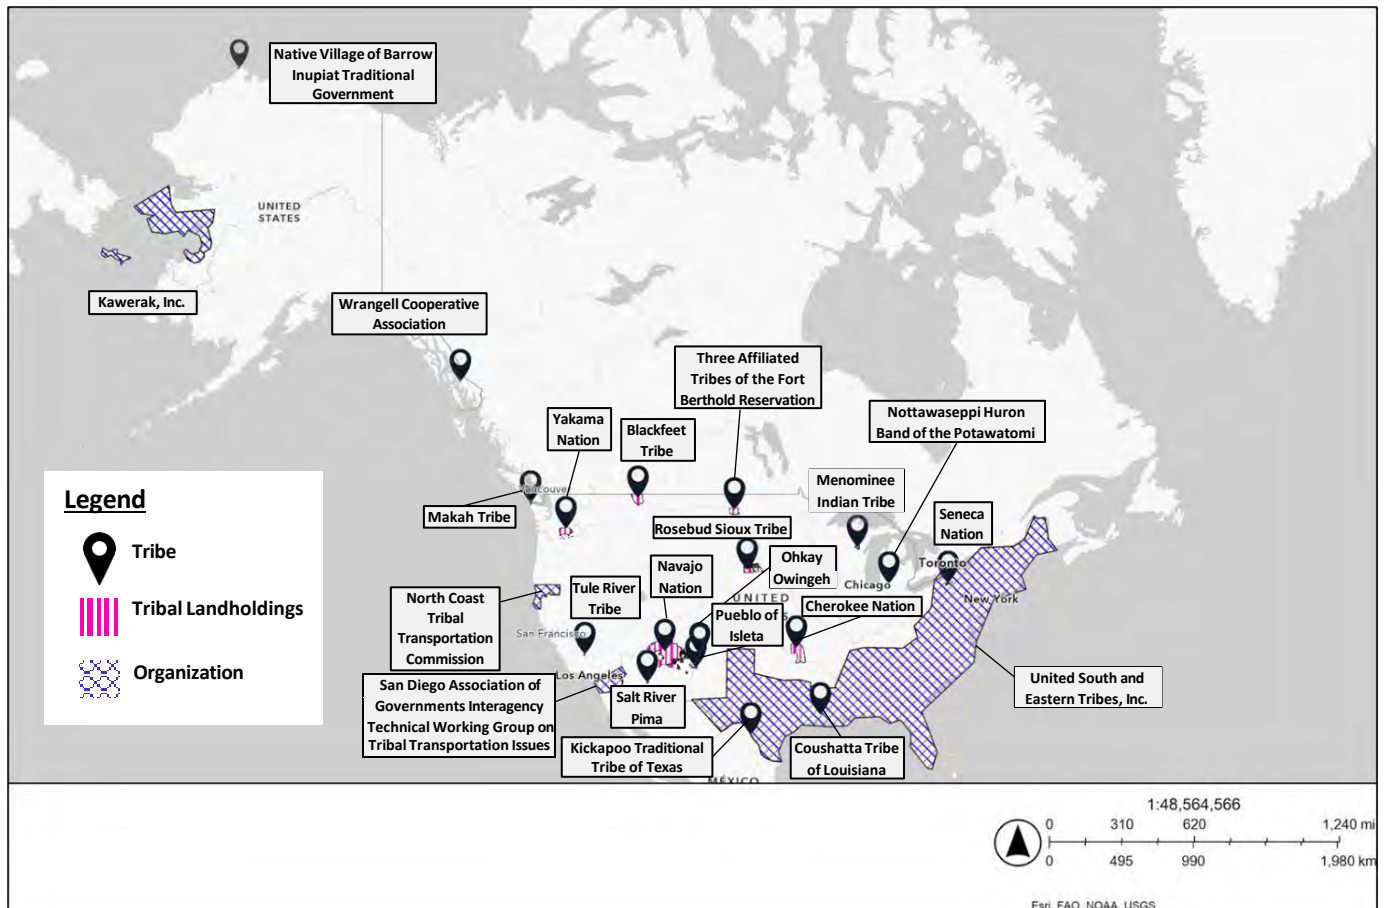 Native Village of Barrow
Inupiat Traditional
Government
UNITED
STATES
Kawerak, Inc.
Wrangell Cooperative
Association
Three Affiliated
Tribes of the Fort
Berthold Reservation
Nottawaseppi Huron
Band of the Potawatomi
Yakama
Nation
Blackfeet
Tribe
Menominee
Indian Tribe
Vancouver
Makah Tribe
Rosebud Sioux Tribe
Seneca
Nation
Toronto
Legend
Tribe
Tribal Landholdings
Organization
Navajo
Nation
Ohkay
Owingeh
Chicago
New York
UNITED
North Coast
Tribal
Transportation
Commission
Tule River
Tribe
Pueblo of
Isleta
Cherokee Nation
San Francisco
Los Angeles
San Diego Association of
Governments Interagency
Technical Working Group on
Tribal Transportation Issues
Salt River
Pima
United South and
Eastern Tribes, Inc.
Kickapoo Traditional
Tribe of Texas
Coushatta Tribe
of Louisiana
MÉXICO
1:48,564,566
0 310 620 1,240 mi
0 495 990 1,980 km
Esri, FAO, NOAA, USGS